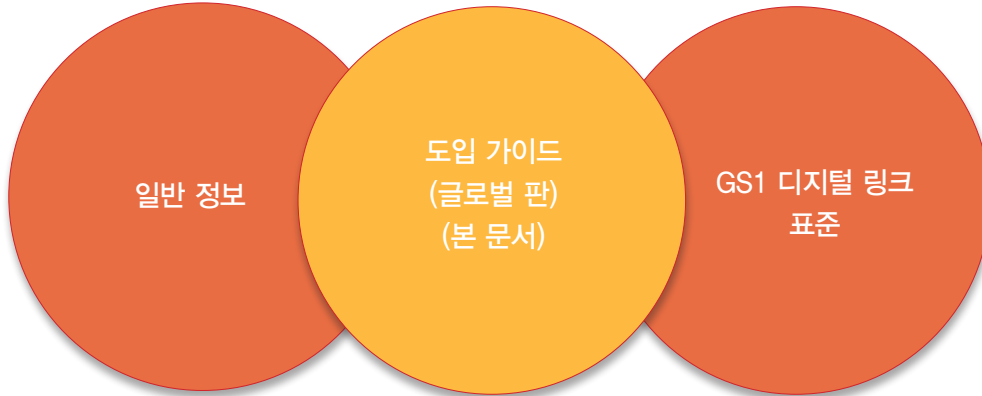 일반 정보
도입 가이드
(글로벌 판)
(본 문서)
GS1 디지털 링크
표준